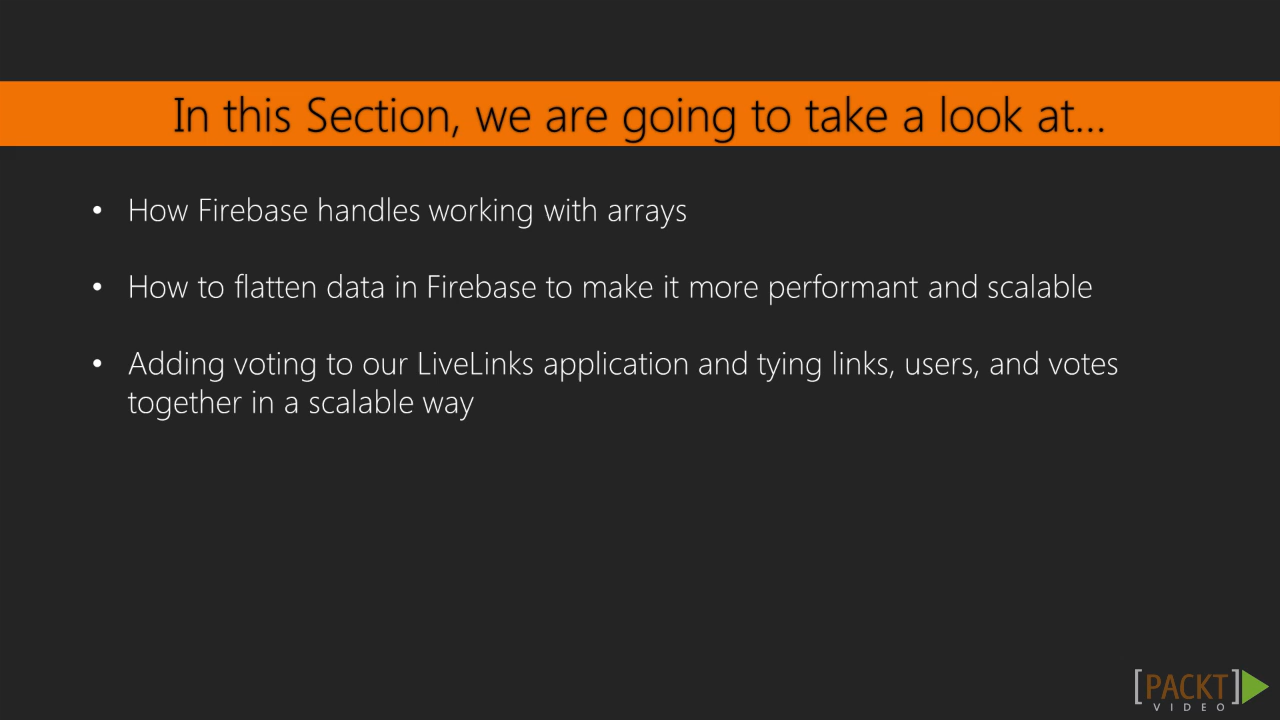 In this Section, we are going to take a look at...
• How Firebase handles working with arrays
• How to flatten data in Firebase to make it more performant and scalable
• Adding voting to our LiveLinks application and tying links, users, and votes
together in a scalable way
[PACKT]
VIDEO